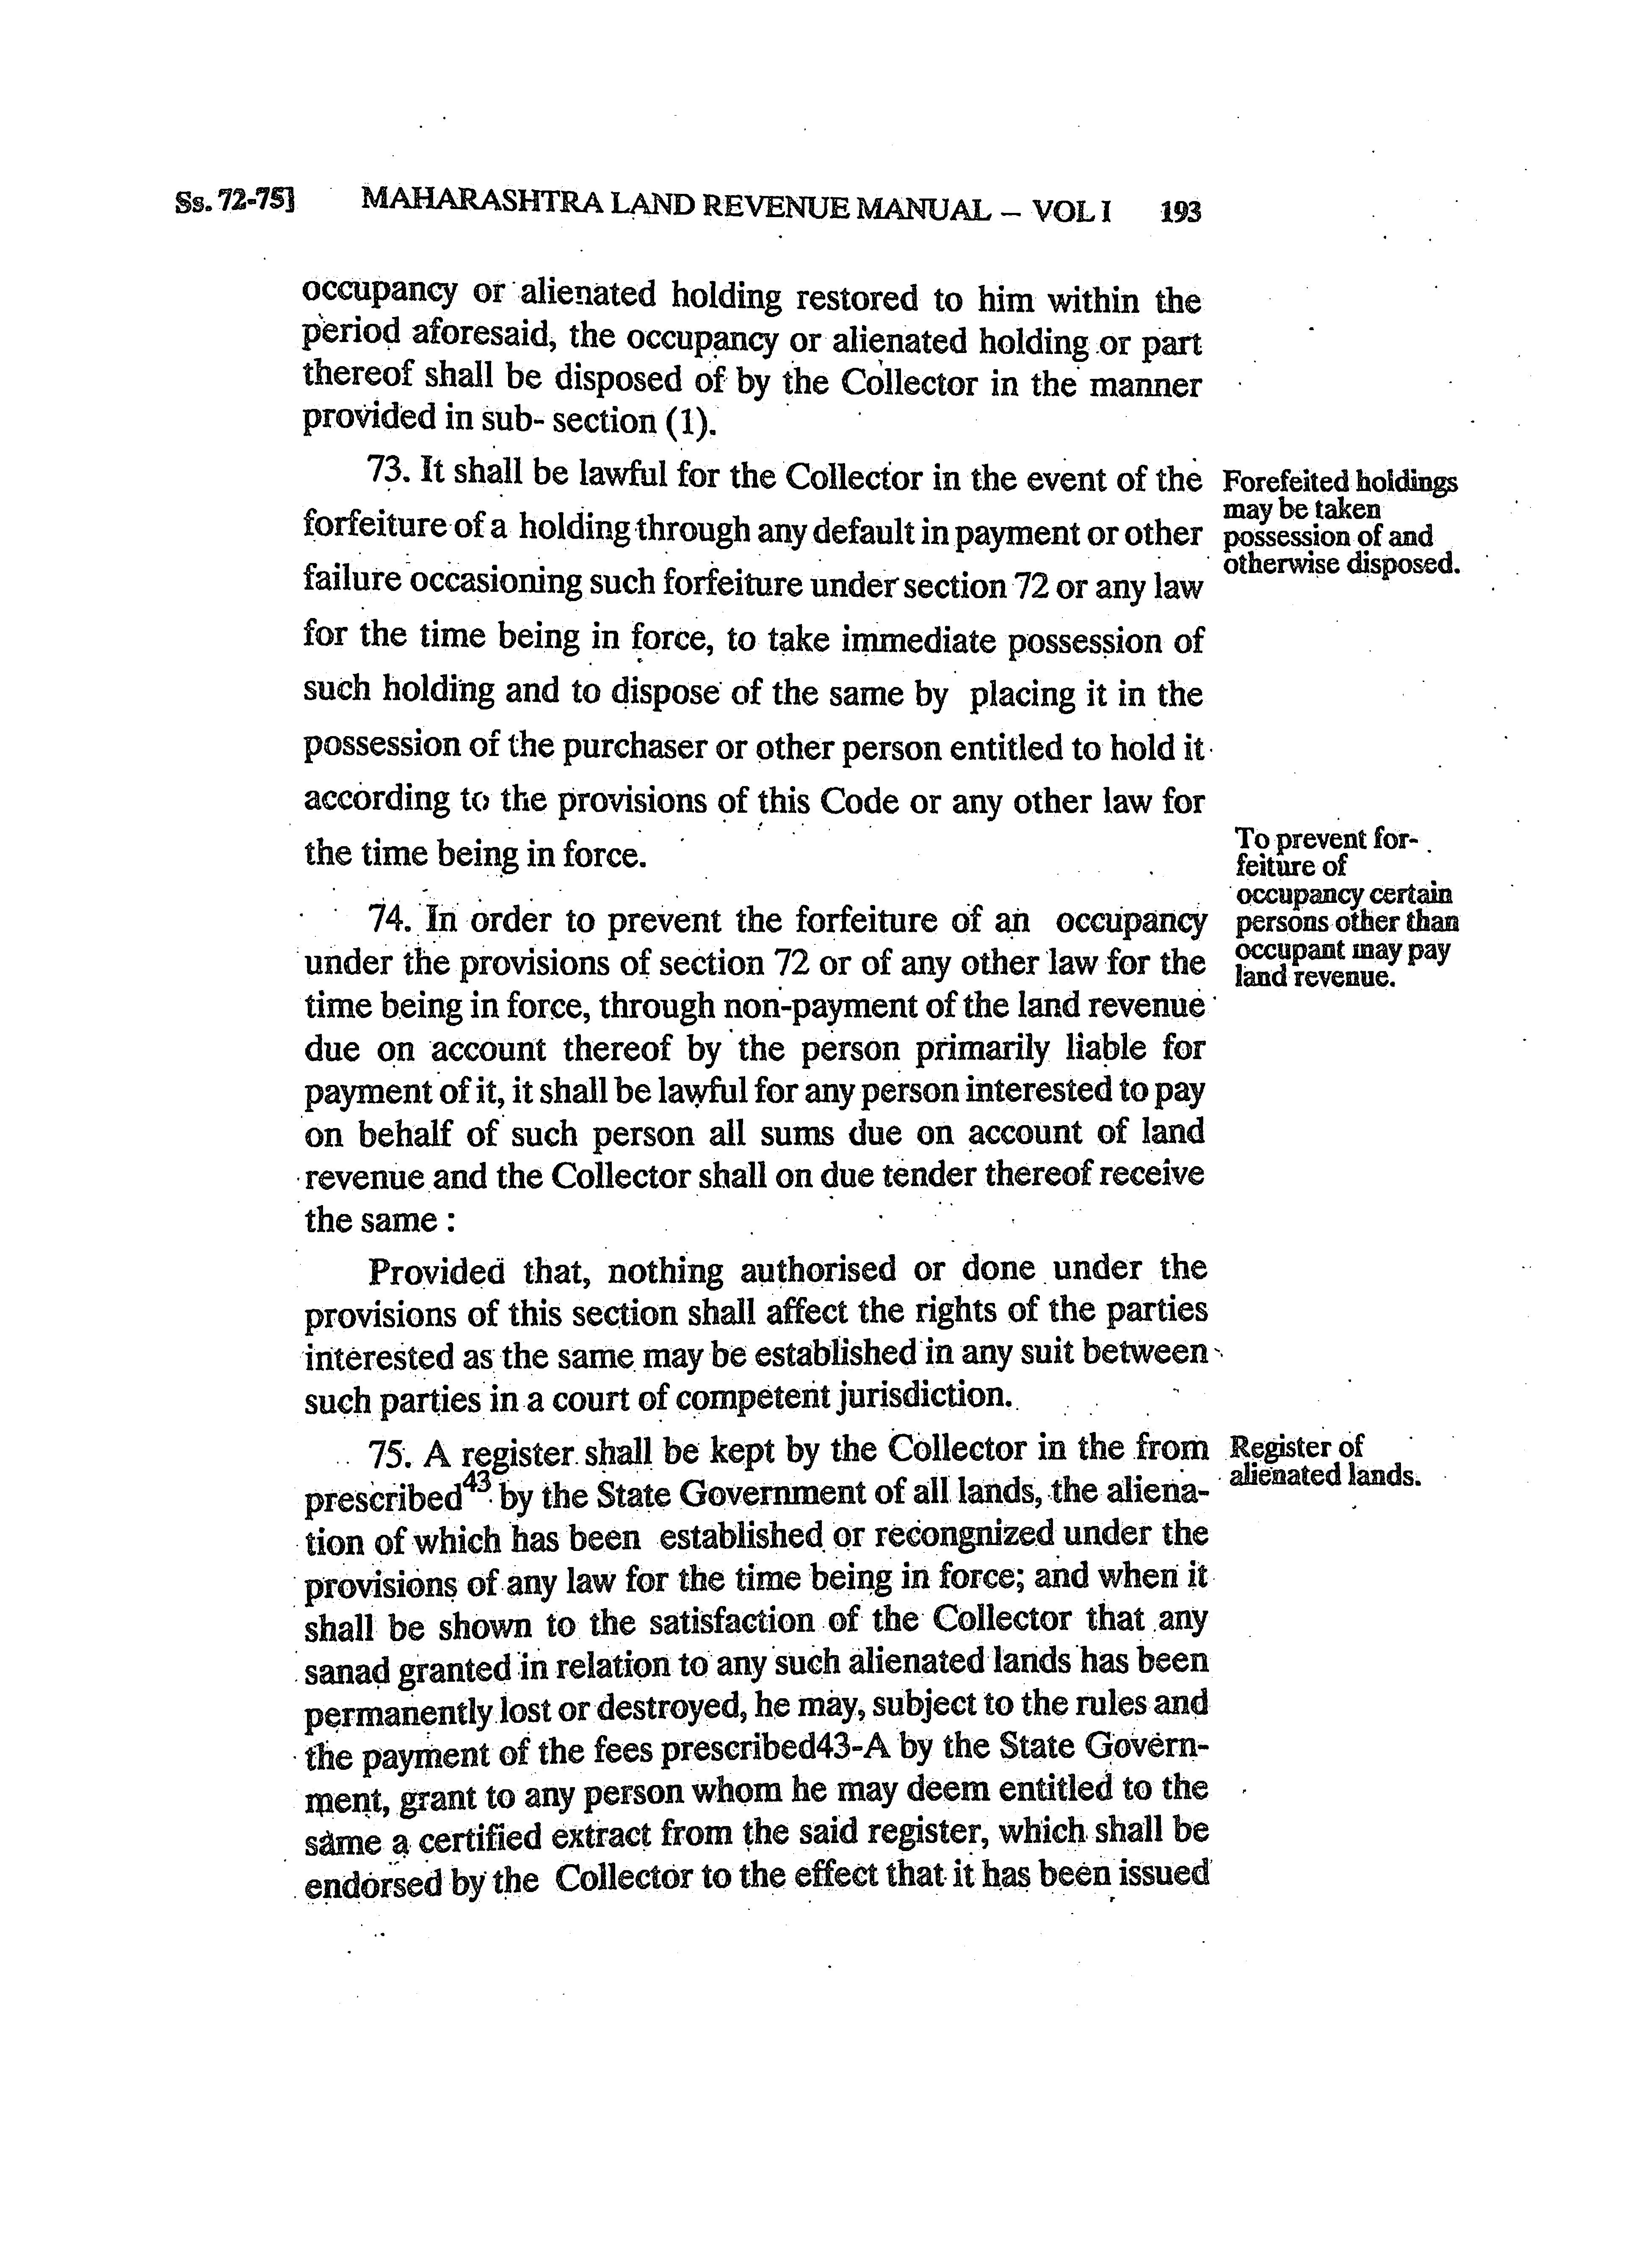 Ss. 72-75] MAHARASHTRA LAND REVENUE MANUAL – VOL I 193
occupancy or alienated holding restored to him within the
period aforesaid, the occupancy or alienated holding or part
thereof shall be disposed of by the Collector in the manner
provided in sub- section (1).
73. It shall be lawful for the Collector in the event of the
forfeiture of a holding through any default in payment or other
failure occasioning such forfeiture under section 72 or any law
for the time being in force, to take immediate possession of
such holding and to dispose of the same by placing it in the
possession of the purchaser or other person entitled to hold it
according to the provisions of this Code or any other law for
the time being in force.
Forefeited holdings
may be taken
possession of and
otherwise disposed.
74. In order to prevent the forfeiture of an occupancy
under the provisions of section 72 or of any other law for the
time being in force, through non-payment of the land revenue
due on account thereof by the person primarily liable for
payment of it, it shall be lawful for any person interested to pay
on behalf of such person all sums due on account of land
revenue and the Collector shall on due tender thereof receive
the same :
To prevent for-
feiture of
occupancy certain
persons other than
occupant may pay
land revenue.
Provided that, nothing authorised or done under the
provisions of this section shall affect the rights of the parties
interested as the same may be established in any suit between
such parties in a court of competent jurisdiction.
75. A register shall be kept by the Collector in the from
prescribed43 by the State Government of all lands, the aliena-
tion of which has been established or recongnized under the
provisions of any law for the time being in force; and when it
shall be shown to the satisfaction of the Collector that any
sanad granted in relation to any such alienated lands has been
permanently lost or destroyed, he may, subject to the rules and
the payment of the fees prescribed43-A by the State Govern-
ment, grant to any person whom he may deem entitled to the
same a certified extract from the said register, which shall be
endorsed by the Collector to the effect that it has been issued
Register of
alienated lands.